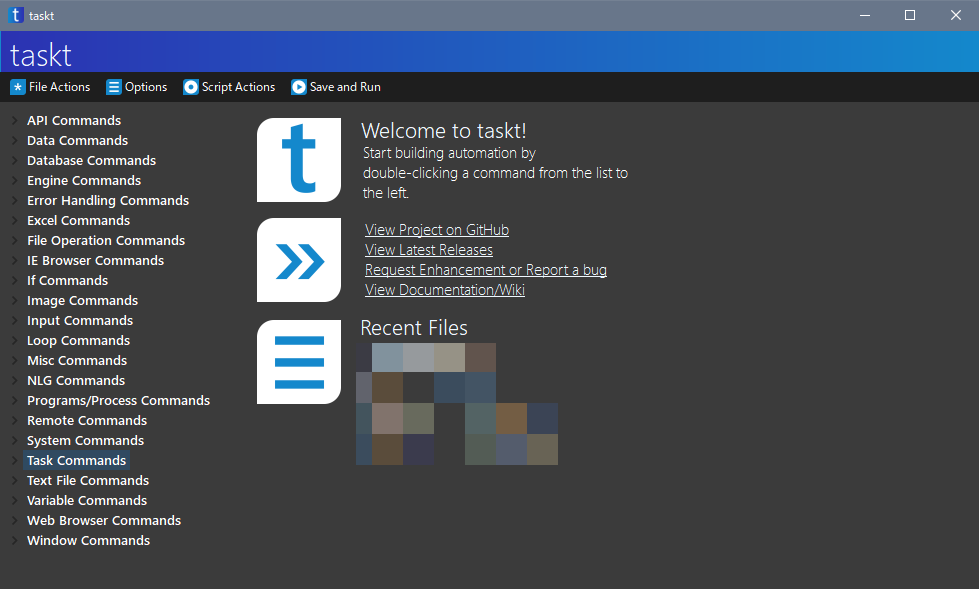 taskt
taskt
File Actions
Options
Script Actions
Save and Run
API Commands
Data Commands
Database Commands
Engine Commands
Error Handling Commands
Excel Commands
File Operation Commands
IE Browser Commands
If Commands
Image Commands
Input Commands
Loop Commands
Misc Commands
NLG Commands
Programs/Process Commands
Remote Commands
System Commands
Task Commands
Text File Commands
Variable Commands
Web Browser Commands
Window Commands
t
Welcome to taskt!
Start building automation by
double-clicking a command from the list to
the left.
View Project on GitHub
View Latest Releases
Request Enhancement or Report a bug
View Documentation/Wiki
Recent Files